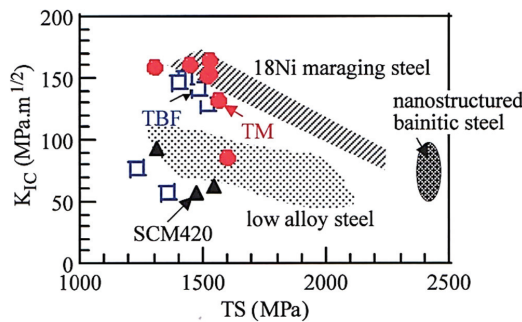 200
150
100
50
0
K_IC (MPa.m^1/2)
18Ni maraging steel
nanostructured
bainitic steel
TBF
TM
low alloy steel
SCM420
1000 1500 2000 2500
TS (MPa)